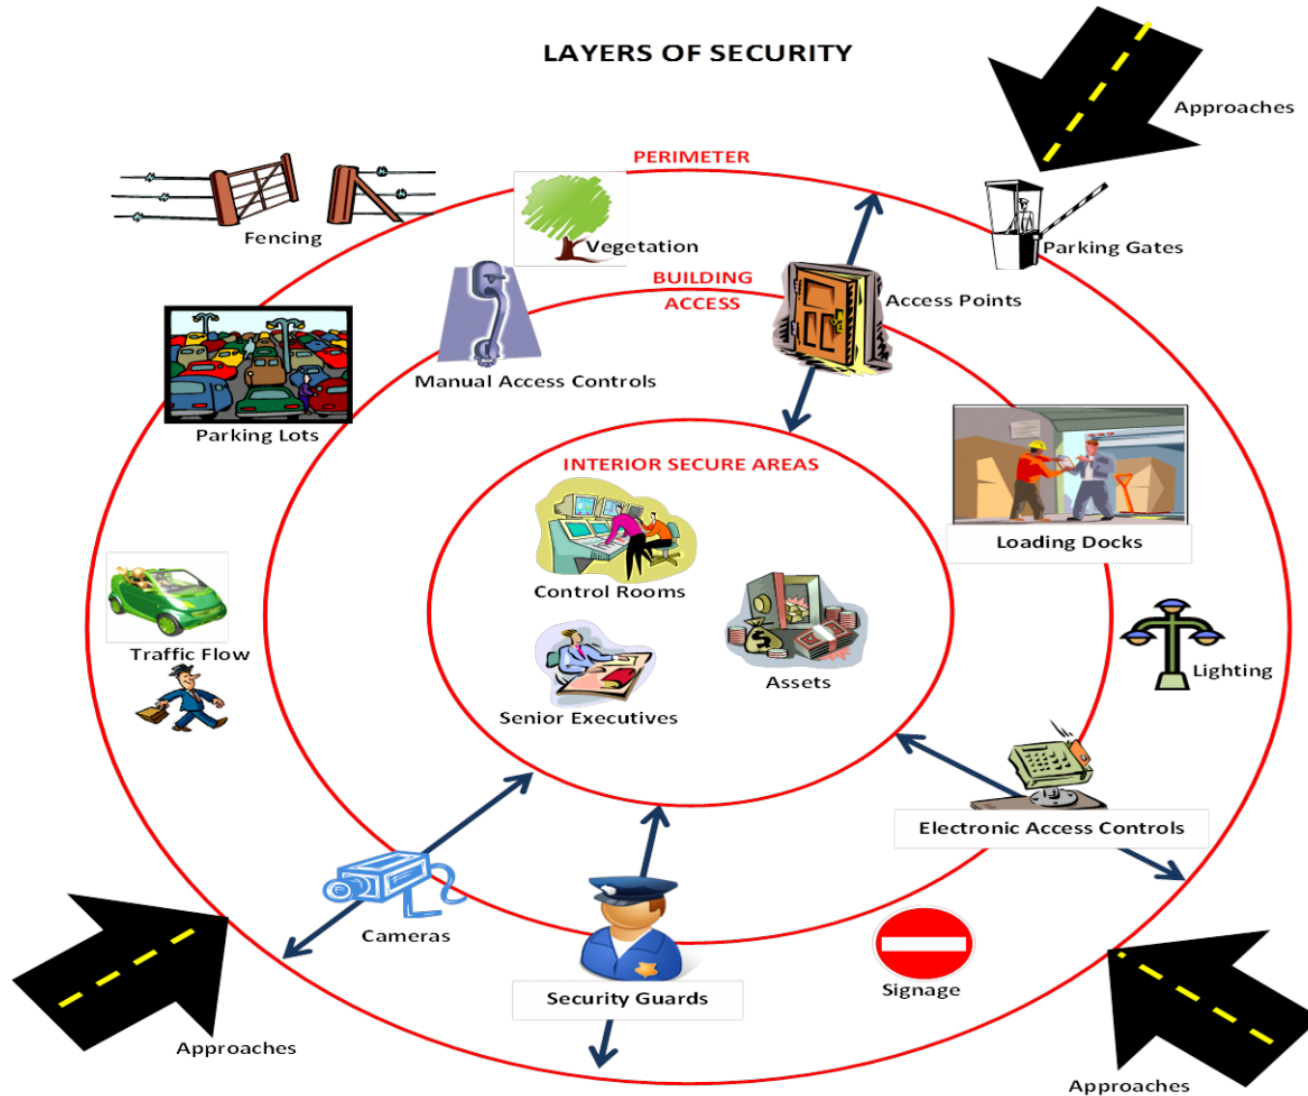 LAYERS OF SECURITY
Approaches
PERIMETER
Fencing
Vegetation
Parking Gates
BUILDING
ACCESS
Access Points
Manual Access Controls
Parking Lots
INTERIOR SECURE AREAS
Loading Docks
Control Rooms
Traffic Flow
Lighting
Assets
Senior Executives
Electronic Access Controls
Cameras
Signage
Security Guards
Approaches
Approaches